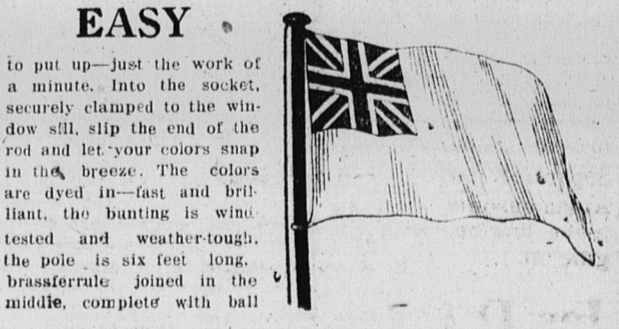 EASY
to put up—just the work of
a minute. Into the socket,
securely clamped to the win-
dow sill, slip the end of the
rod and let your colors snap
in the breeze. The colors
are dyed in—fast and bril-
liant, the bunting is wind
tested and weather-tough,
the pole is six feet long,
brassferrule joined in the
middle, complete with ball